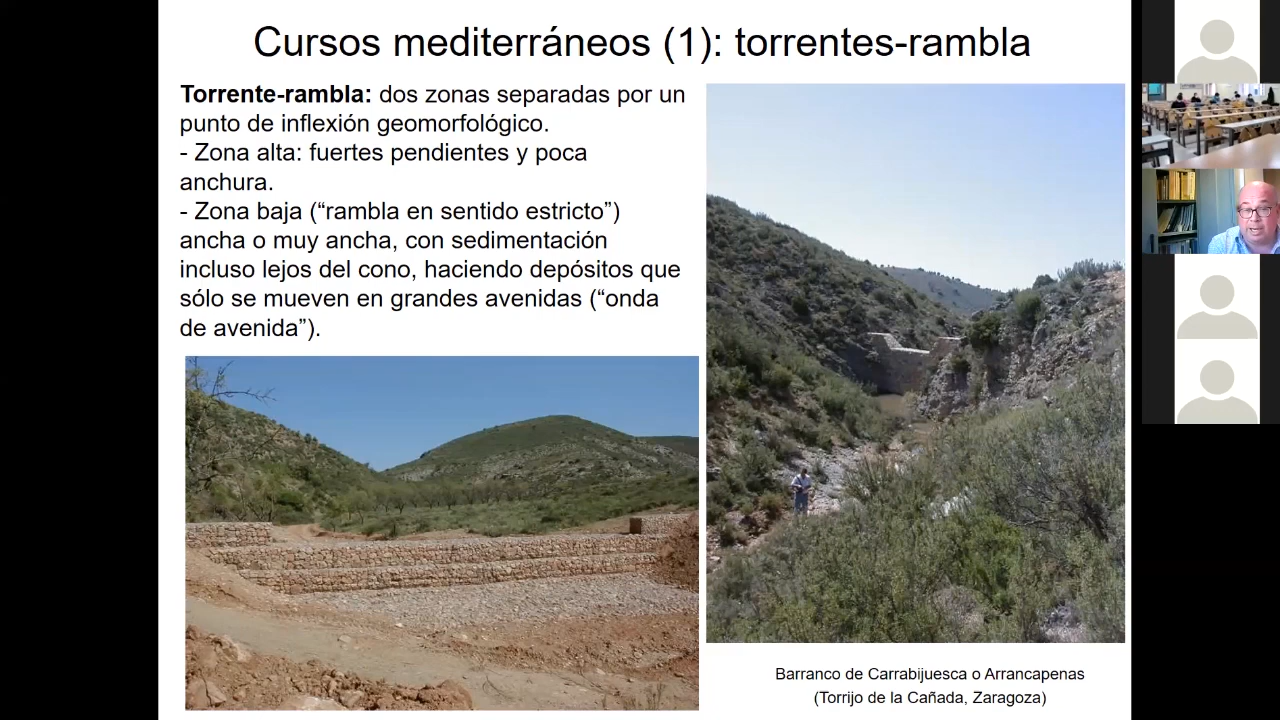 Cursos mediterráneos (1): torrentes-rambla
Torrente-rambla: dos zonas separadas por un
punto de inflexión geomorfológico.
- Zona alta: fuertes pendientes y poca
anchura.
- Zona baja (“rambla en sentido estricto”)
ancha o muy ancha, con sedimentación
incluso lejos del cono, haciendo depósitos que
sólo se mueven en grandes avenidas (“onda
de avenida”).
Barranco de Carrabijuesca o Arrancapenas
(Torrijo de la Cañada, Zaragoza)